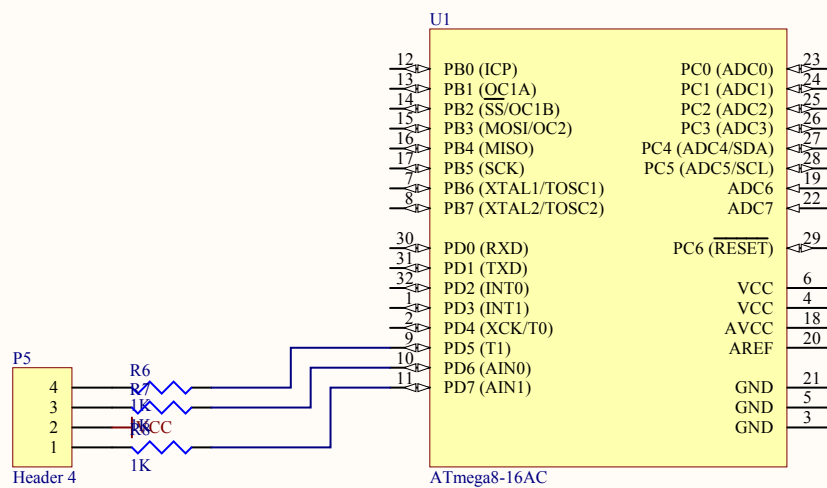 U1
12 PB0 (ICP) PC0 (ADC0) 23
13 PB1 (OC1A) PC1 (ADC1) 24
14 PB2 (SS/OC1B) PC2 (ADC2) 25
15 PB3 (MOSI/OC2) PC3 (ADC3) 26
16 PB4 (MISO) PC4 (ADC4/SDA) 27
17 PB5 (SCK) PC5 (ADC5/SCL) 28
7 PB6 (XTAL1/TOSC1) ADC6 19
8 PB7 (XTAL2/TOSC2) ADC7 22
30 PD0 (RXD) PC6 (RESET) 29
31 PD1 (TXD)
32 PD2 (INT0) VCC 6
1 PD3 (INT1) VCC 4
2 PD4 (XCK/T0) AVCC 18
9 PD5 (T1) AREF 20
10 PD6 (AIN0)
11 PD7 (AIN1) GND 21
GND 5
GND 3
ATmega8-16AC
P5
R6
4
R7
3 1K
2
1
1K
Header 4